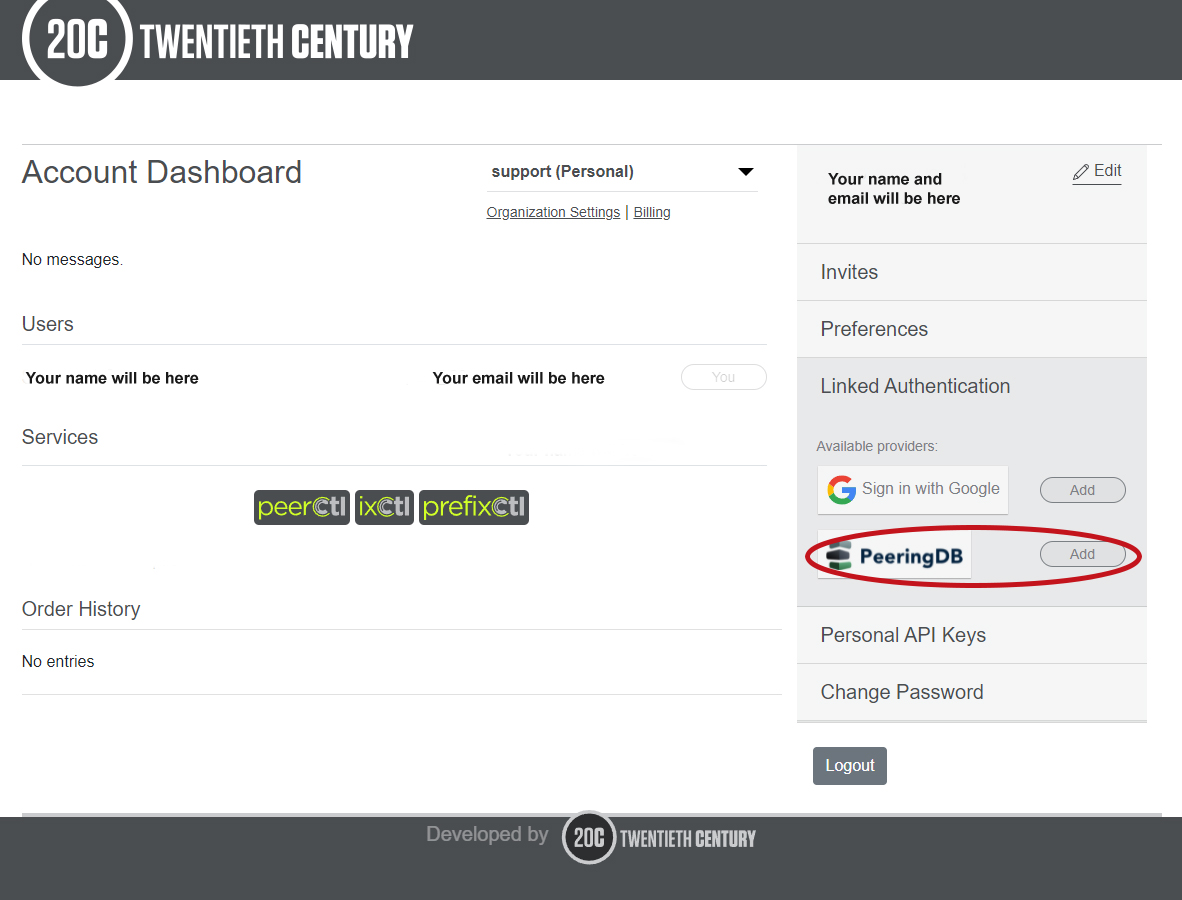 20C TWENTIETH CENTURY
Account Dashboard
support (Personal)
Organization Settings | Billing
No messages.
Users
Your name will be here
Your email will be here
You
Services
peerCtl
ixCtl
prefixCtl
Order History
No entries
Your name and
email will be here
Edit
Invites
Preferences
Linked Authentication
Available providers:
Sign in with Google
Add
PeeringDB
Add
Personal API Keys
Change Password
Logout
Developed by 20C TWENTIETH CENTURY